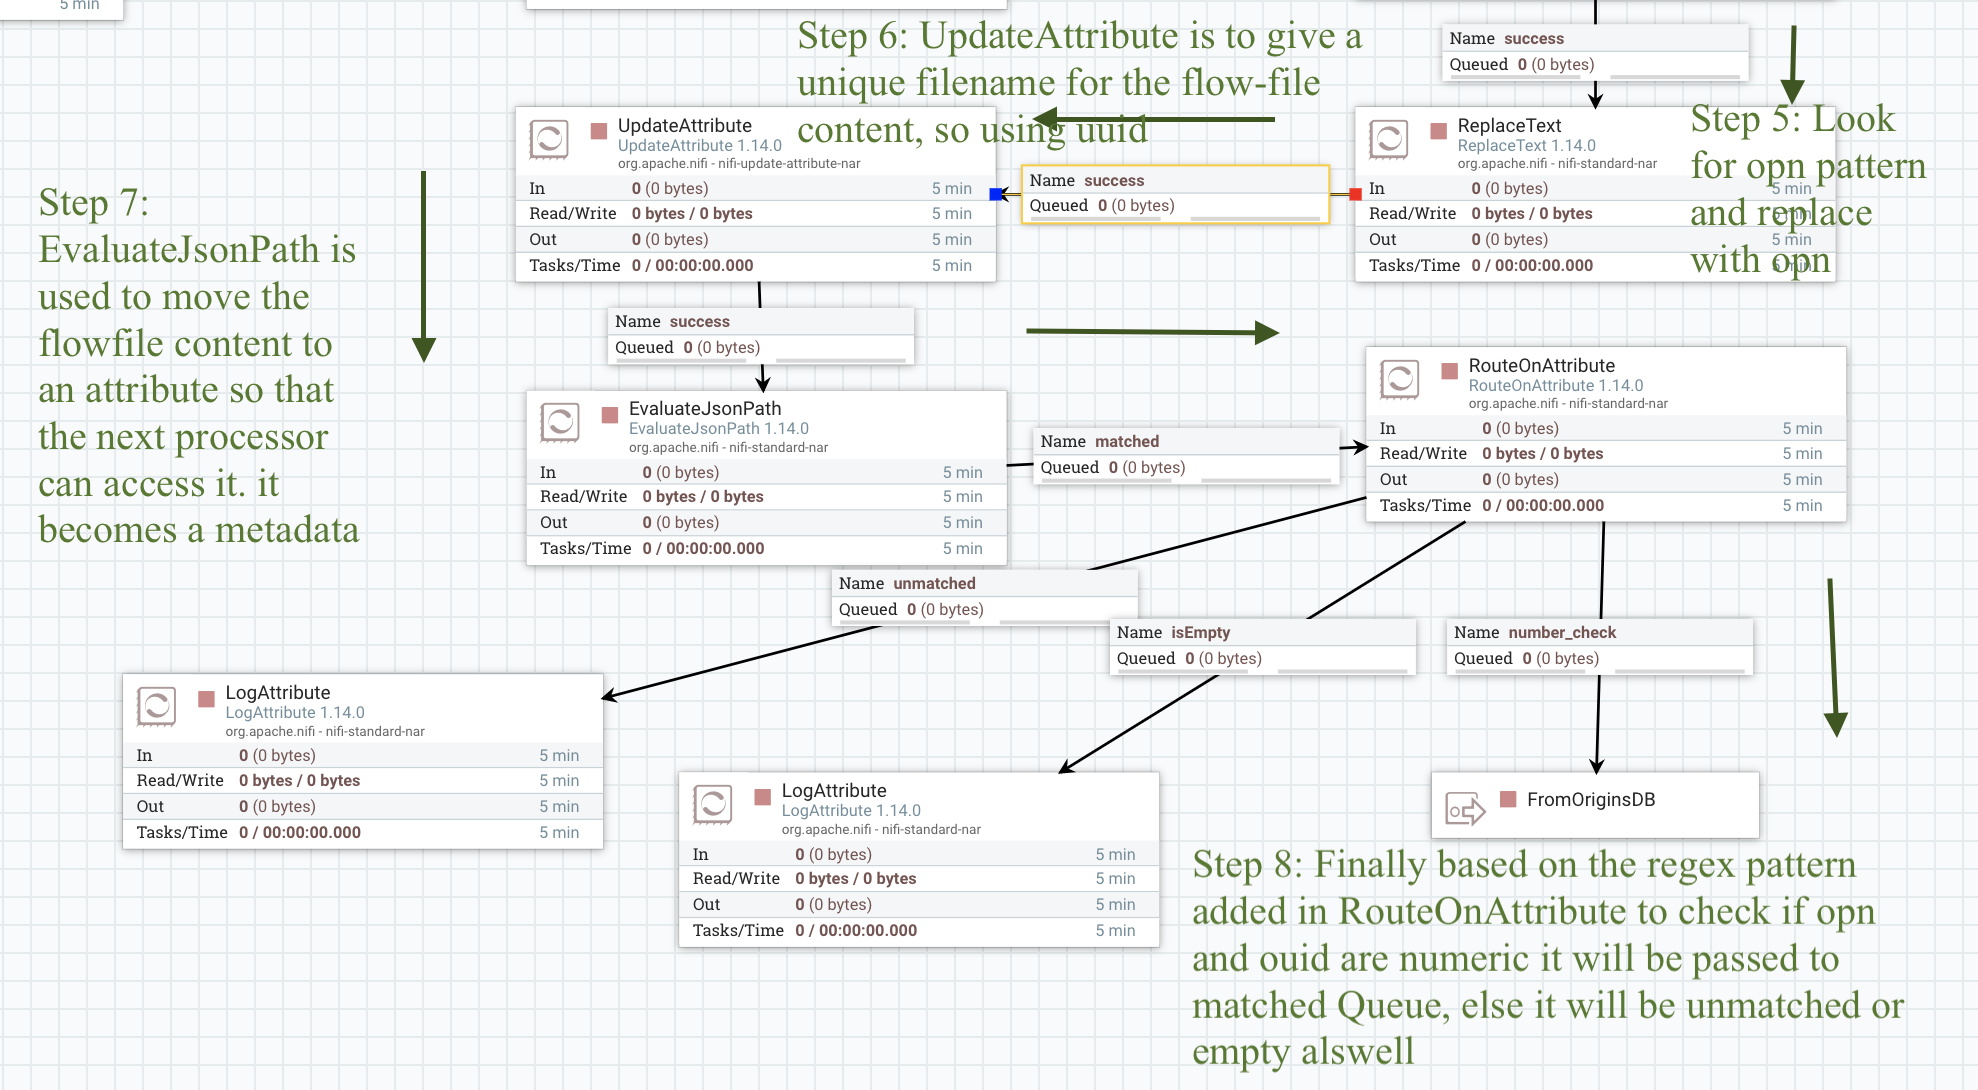 5 min
Step 6: UpdateAttribute is to give a
unique filename for the flow-file
content, so using uuid
Name success
Queued 0 (0 bytes)
UpdateAttribute
UpdateAttribute 1.14.0
org.apache.nifi - nifi-update-attribute-nar
In 0 (0 bytes) 5 min
Read/Write 0 bytes / 0 bytes 5 min
Out 0 (0 bytes) 5 min
Tasks/Time 0 / 00:00:00.000 5 min
Name success
Queued 0 (0 bytes)
ReplaceText
ReplaceText 1.14.0
org.apache.nifi - nifi-standard-nar
In 0 (0 bytes) 5 min
Read/Write 0 bytes / 0 bytes 5 min
Out 0 (0 bytes) 5 min
Tasks/Time 0 / 00:00:00.000 5 min
Step 5: Look
for opn pattern
and replace
with opn
Step 7:
EvaluateJsonPath is
used to move the
flowfile content to
an attribute so that
the next processor
can access it. it
becomes a metadata
Name success
Queued 0 (0 bytes)
EvaluateJsonPath
EvaluateJsonPath 1.14.0
org.apache.nifi - nifi-standard-nar
In 0 (0 bytes) 5 min
Read/Write 0 bytes / 0 bytes 5 min
Out 0 (0 bytes) 5 min
Tasks/Time 0 / 00:00:00.000 5 min
Name matched
Queued 0 (0 bytes)
RouteOnAttribute
RouteOnAttribute 1.14.0
org.apache.nifi - nifi-standard-nar
In 0 (0 bytes) 5 min
Read/Write 0 bytes / 0 bytes 5 min
Out 0 (0 bytes) 5 min
Tasks/Time 0 / 00:00:00.000 5 min
Name unmatched
Queued 0 (0 bytes)
Name isEmpty
Queued 0 (0 bytes)
Name number_check
Queued 0 (0 bytes)
LogAttribute
LogAttribute 1.14.0
org.apache.nifi - nifi-standard-nar
In 0 (0 bytes) 5 min
Read/Write 0 bytes / 0 bytes 5 min
Out 0 (0 bytes) 5 min
Tasks/Time 0 / 00:00:00.000 5 min
LogAttribute
LogAttribute 1.14.0
org.apache.nifi - nifi-standard-nar
In 0 (0 bytes) 5 min
Read/Write 0 bytes / 0 bytes 5 min
Out 0 (0 bytes) 5 min
Tasks/Time 0 / 00:00:00.000 5 min
FromOriginsDB
Step 8: Finally based on the regex pattern
added in RouteOnAttribute to check if opn
and ouid are numeric it will be passed to
matched Queue, else it will be unmatched or
empty alswell